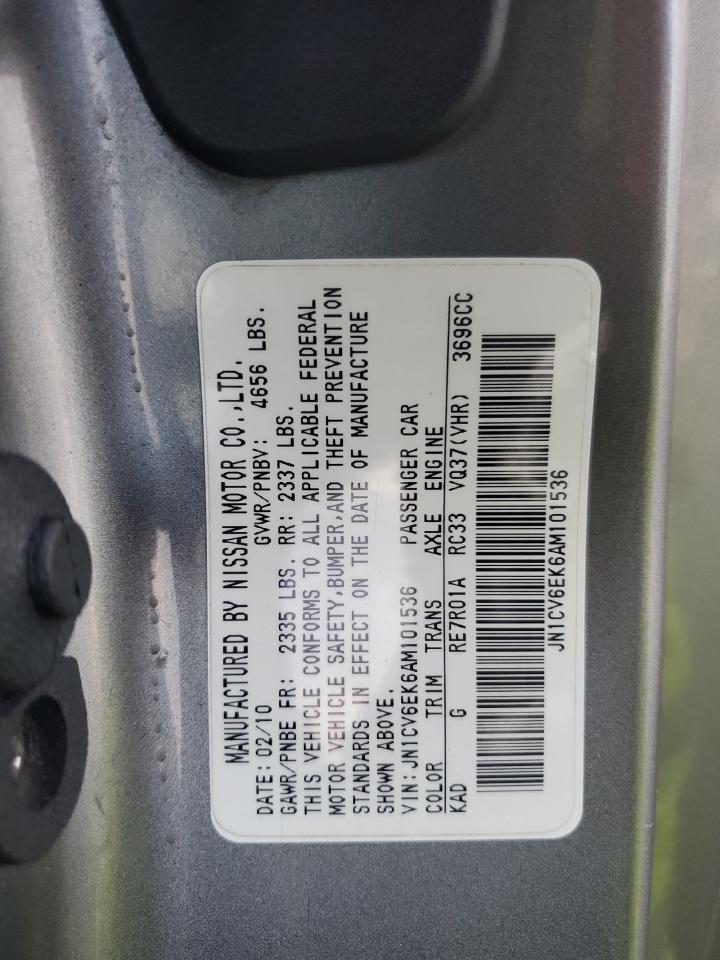 MANUFACTURED BY NISSAN MOTOR CO.,LTD.
DATE: 02/10 GVWR/PNBV: 4656 LBS.
GAWR/PNBE FR: 2335 LBS. RR: 2337 LBS.
THIS VEHICLE CONFORMS TO ALL APPLICABLE FEDERAL
MOTOR VEHICLE SAFETY,BUMPER,AND THEFT PREVENTION
STANDARDS IN EFFECT ON THE DATE OF MANUFACTURE
SHOWN ABOVE.
VIN:JN1CV6EK6AM101536 PASSENGER CAR
COLOR TRIM TRANS AXLE ENGINE
KAD G RE7R01A RC33 VQ37(VHR) 3696CC
JN1CV6EK6AM101536